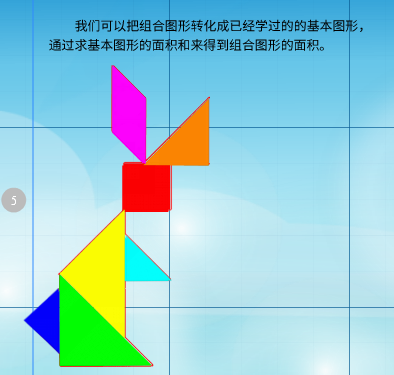 我们可以把组合图形转化成已经学过的的基本图形，
通过求基本图形的面积和来得到组合图形的面积。
5